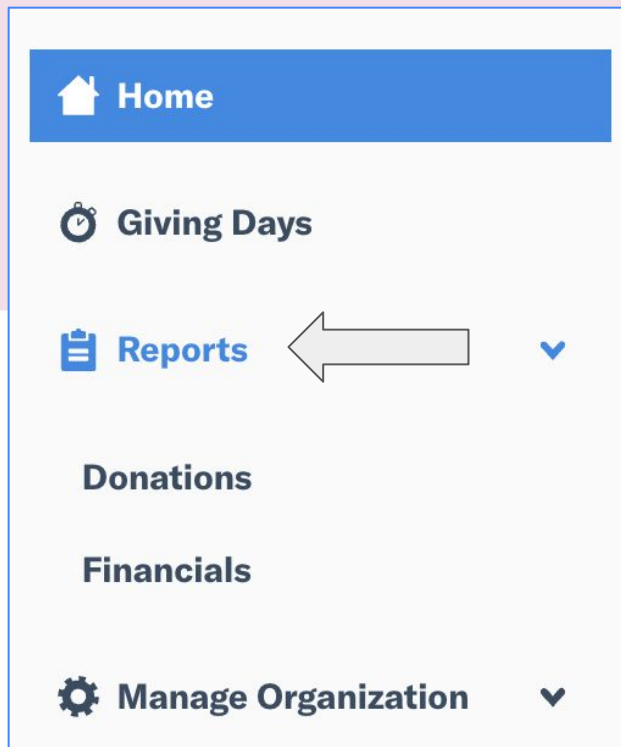 Home
Giving Days
Reports
Donations
Financials
Manage Organization